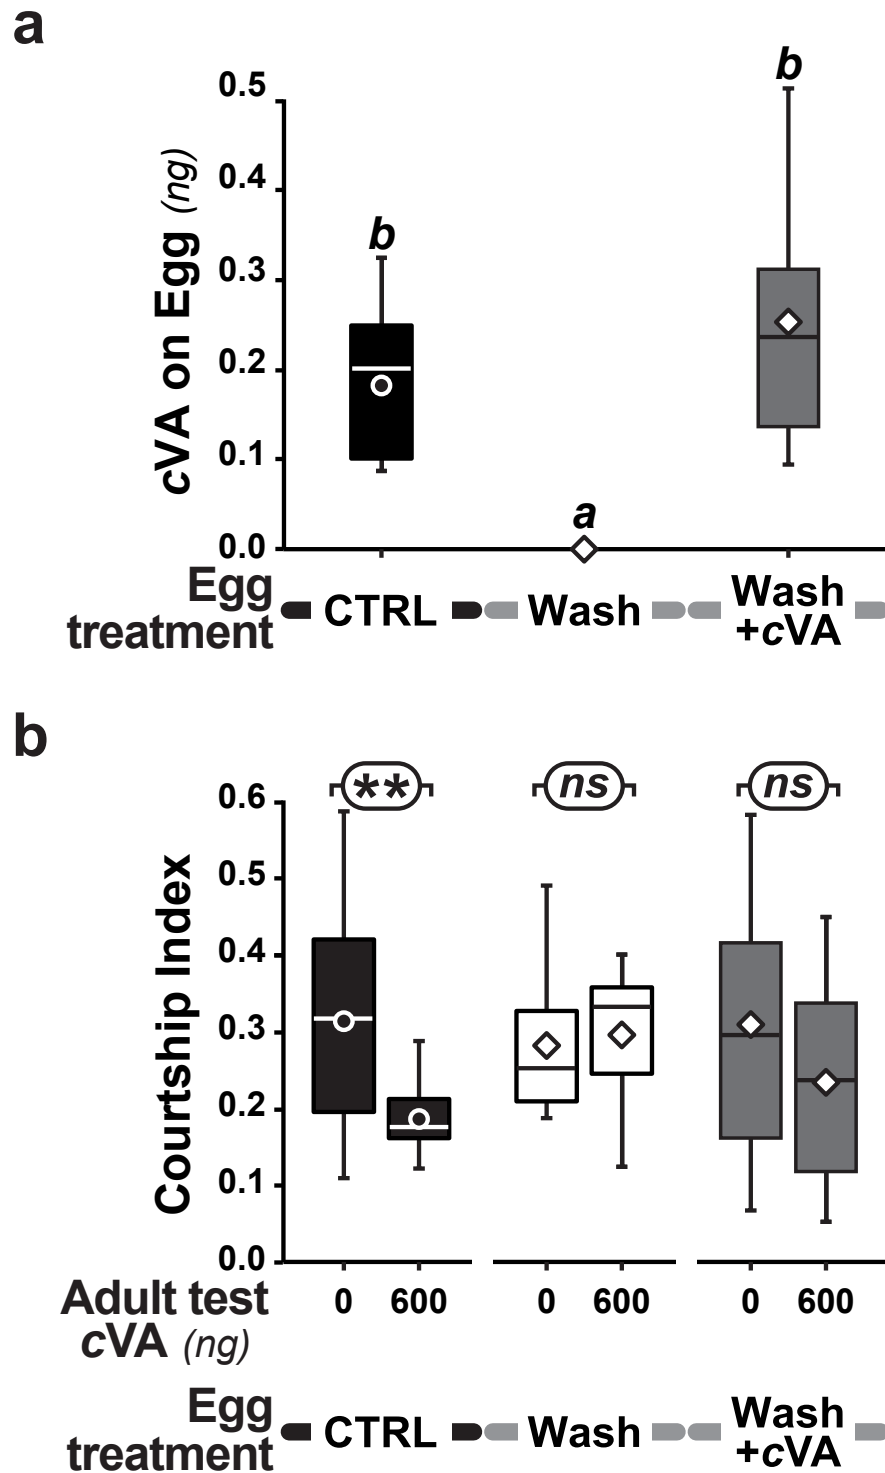 a
b
b
0.5
0.4
0.3
0.2
0.1
0.0
cVA on Egg (ng)
a
Egg treatment
CTRL
Wash
Wash
+cVA
b
**
ns
ns
0.6
0.5
0.4
0.3
0.2
0.1
0.0
Courtship Index
Adult test
cVA (ng)
0 600 0 600 0 600
Egg
treatment
CTRL
Wash
Wash
+cVA